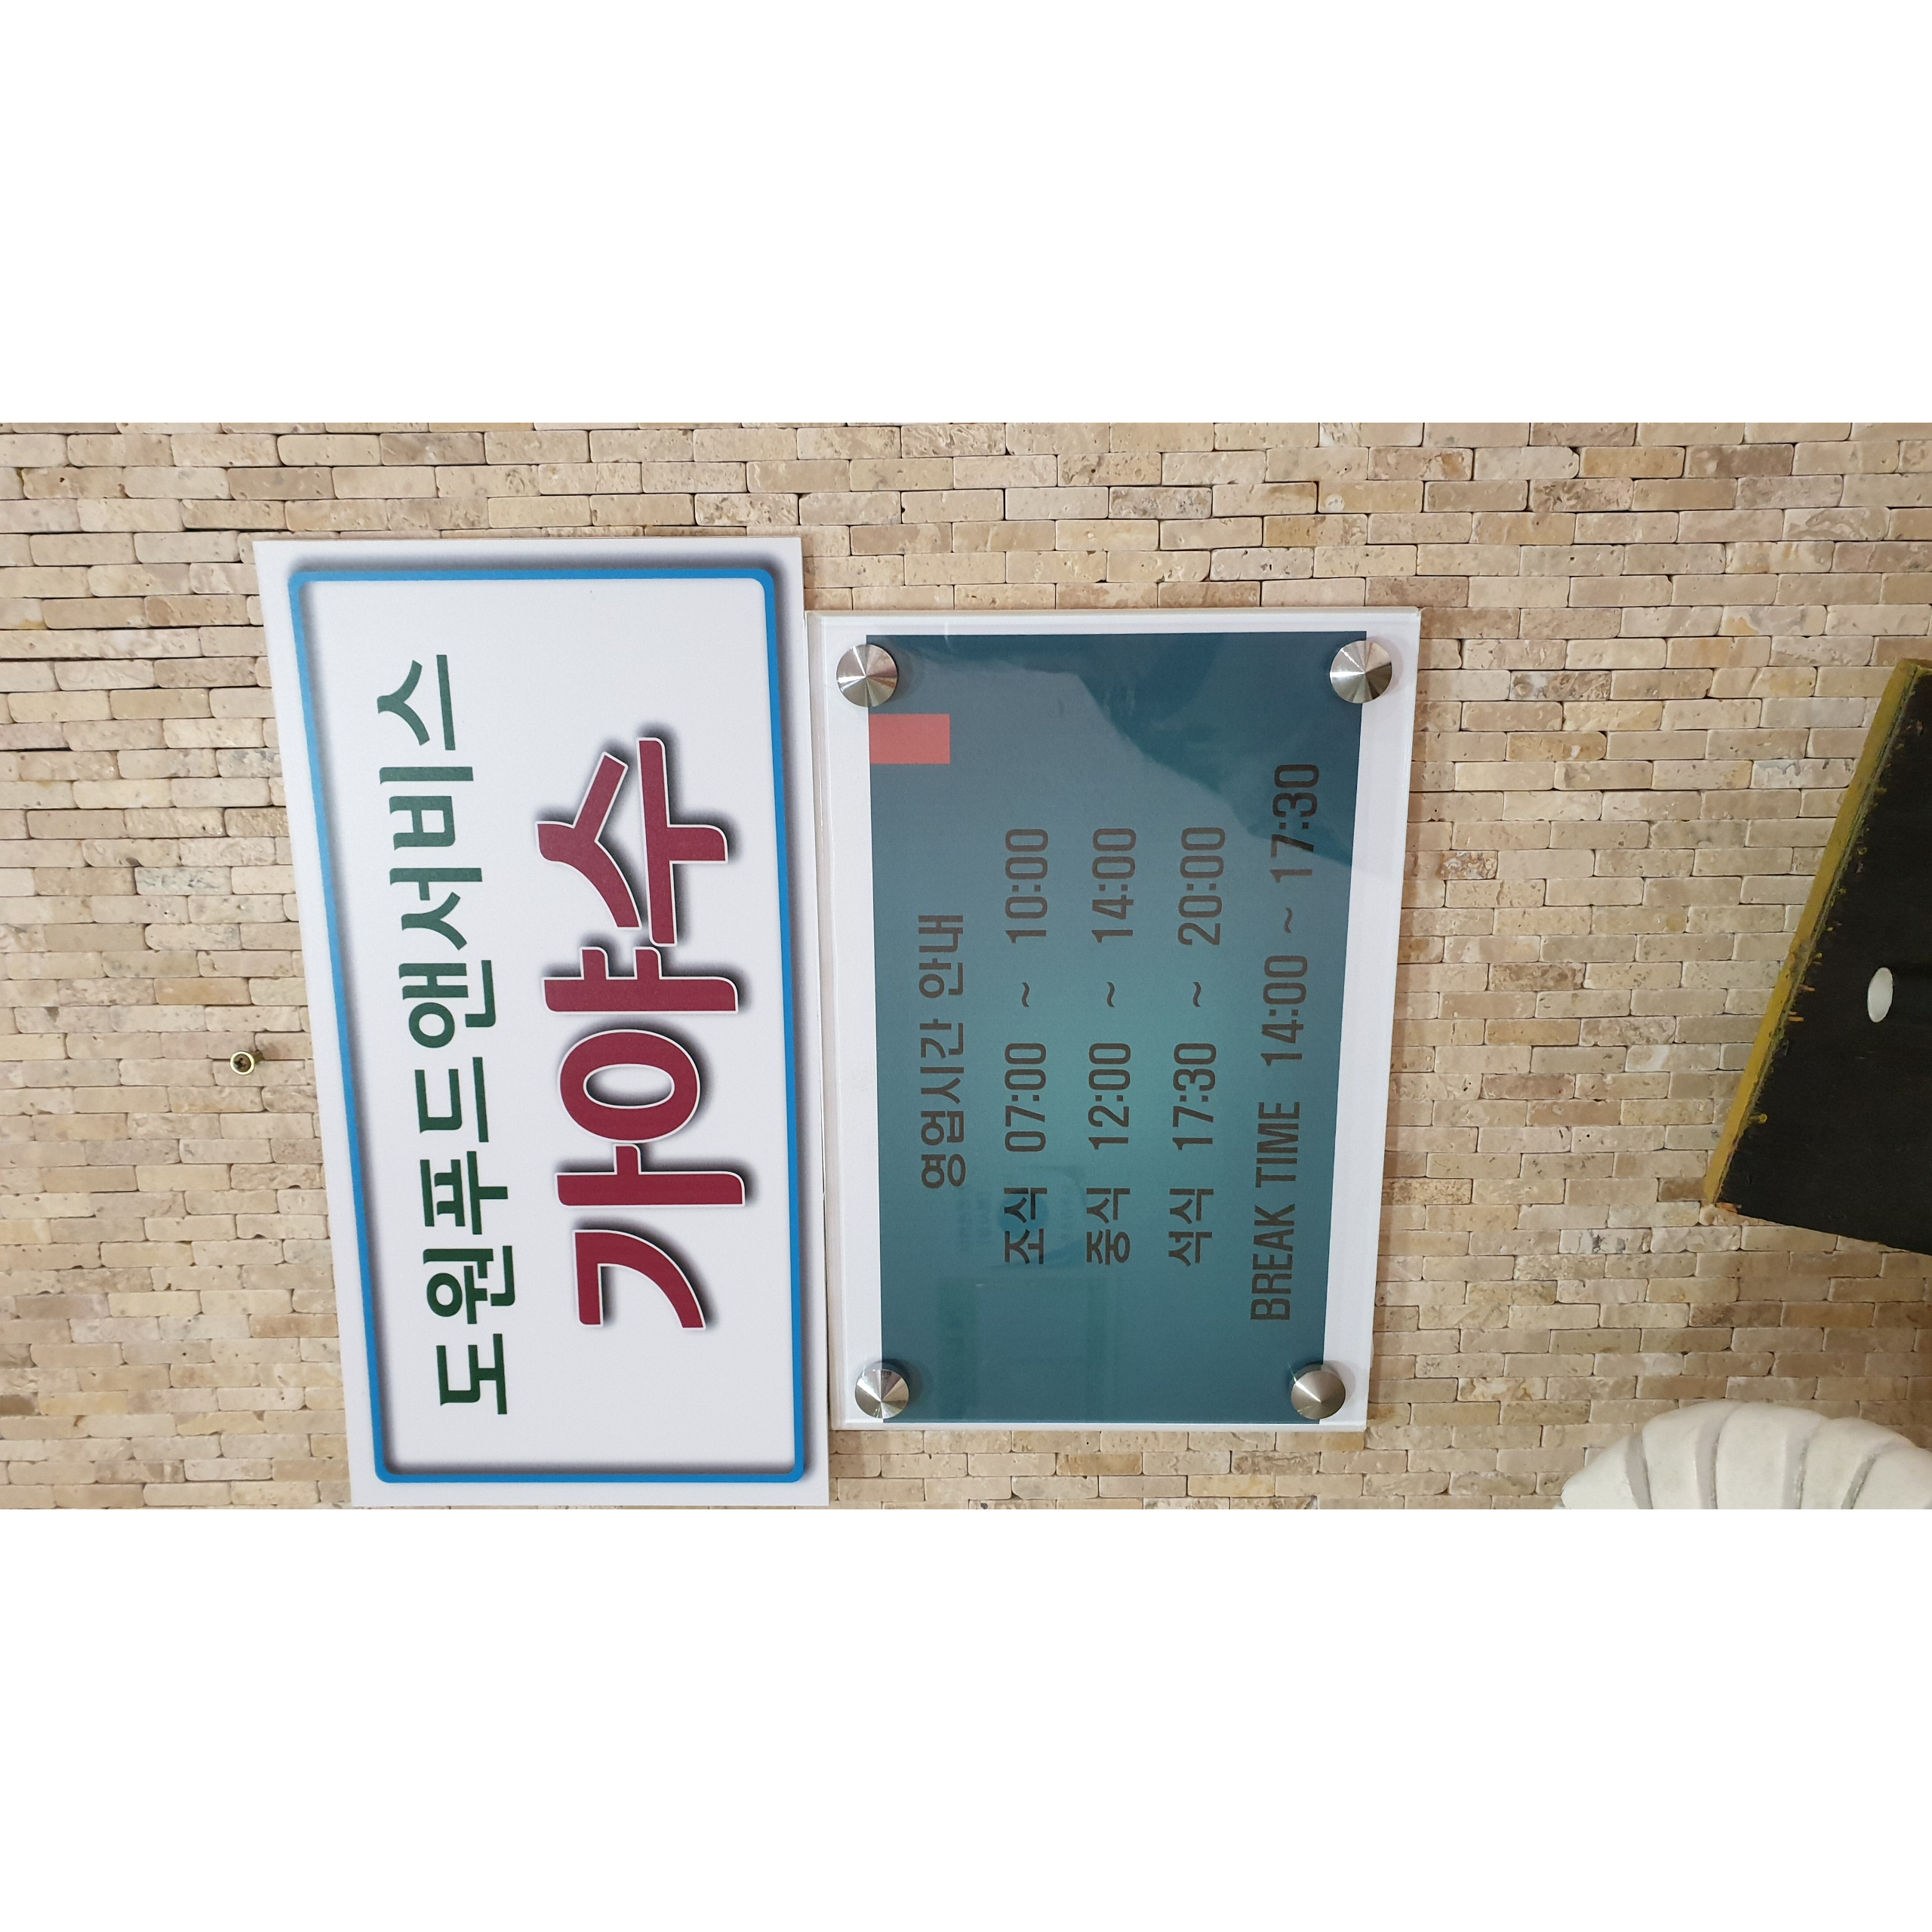 도원푸드앤서비스
가야수
영업시간 안내
조식 07:00 ~ 10:00
중식 12:00 ~ 14:00
석식 17:30 ~ 20:00
BREAK TIME 14:00 ~ 17:30